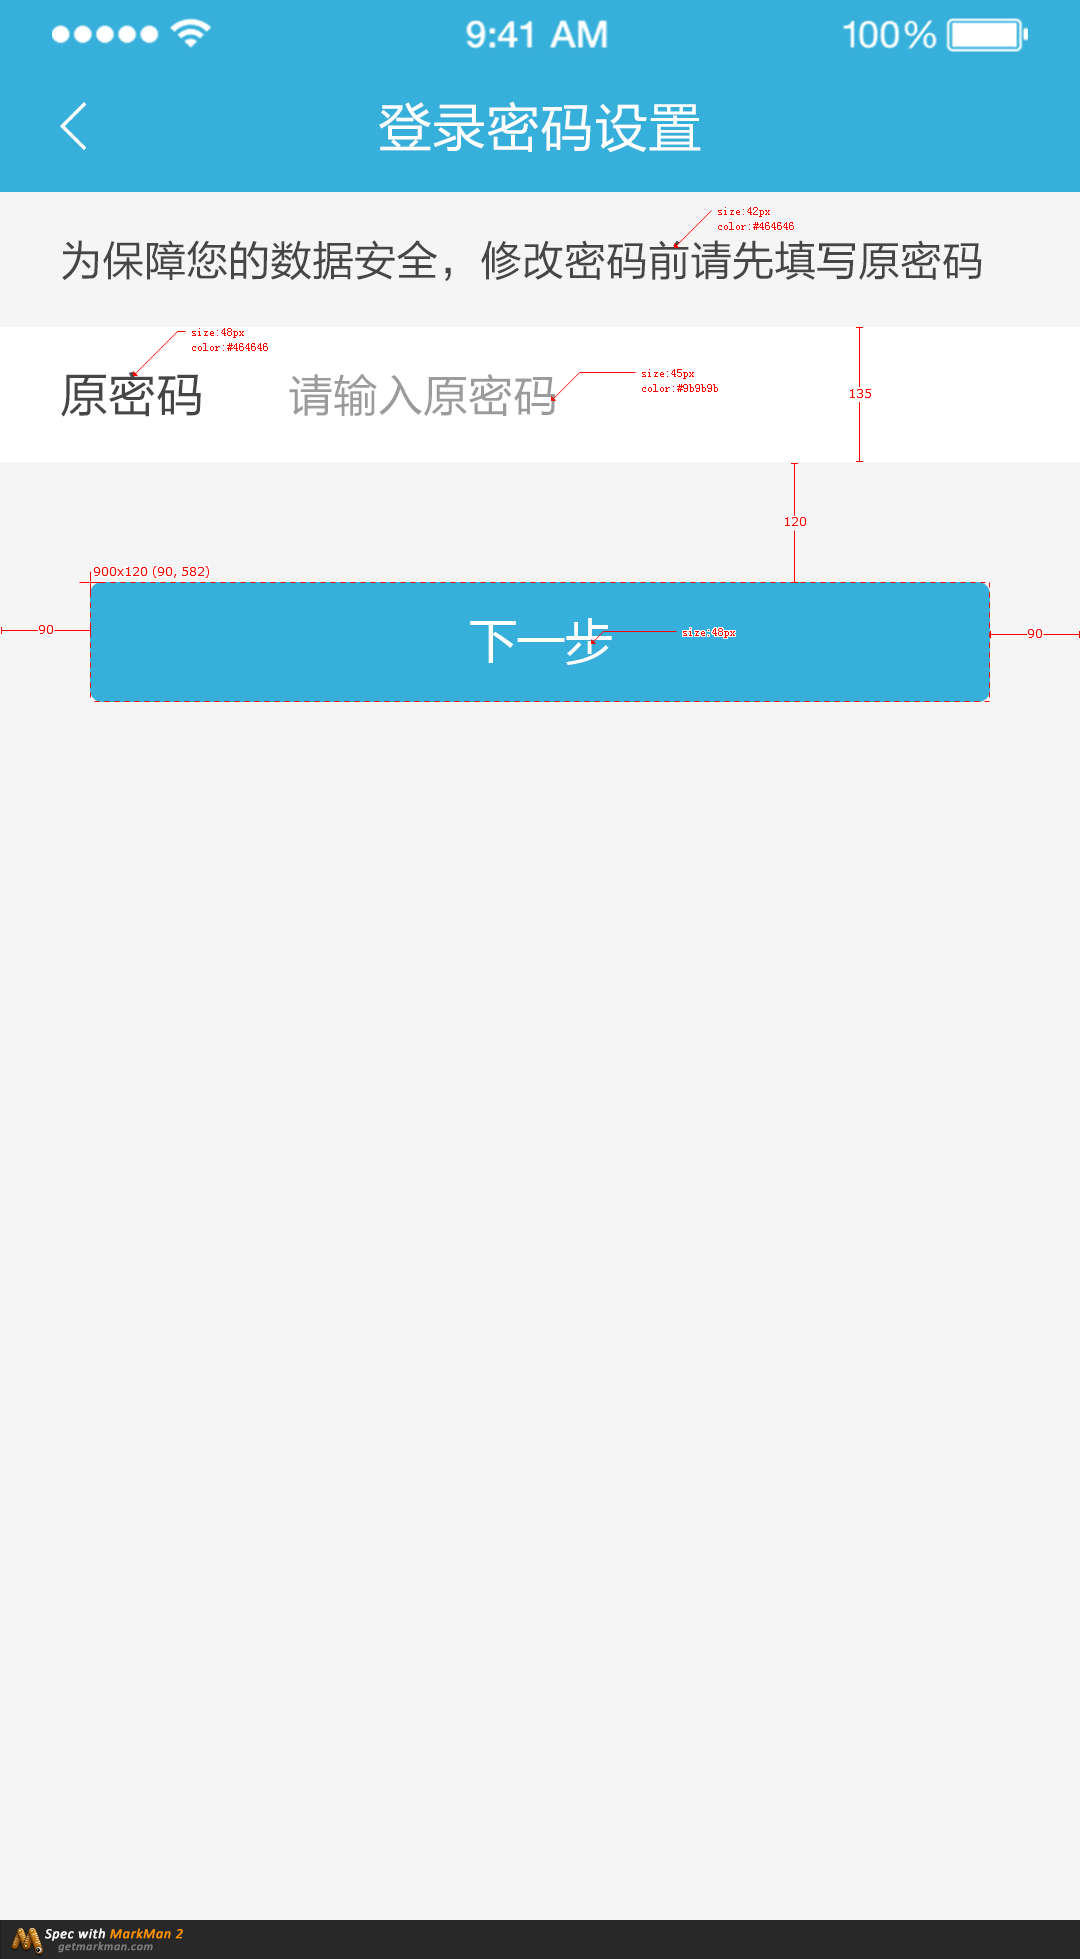 9:41 AM
100%
登录密码设置
size:42px
color:#464646
为保障您的数据安全，修改密码前请先填写原密码
size:48px
color:#464646
原密码
请输入原密码
size:45px
color:#9b9b9b
135
120
900x120 (90, 582)
90
下一步
size:48px
90
Spec with MarkMan 2
getmarkman.com